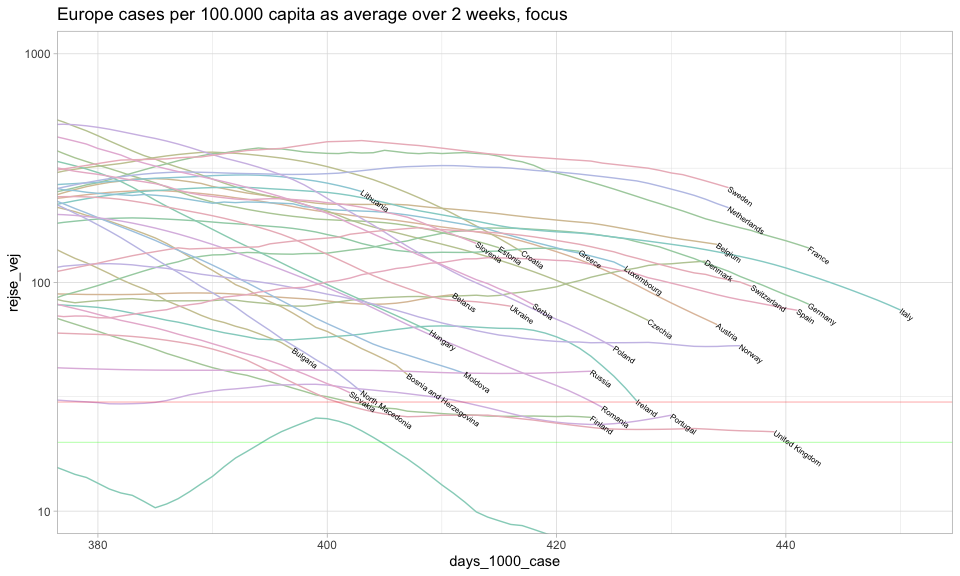 Europe cases per 100.000 capita as average over 2 weeks, focus
1000
100
10
rejse_vej
Lithuania
Sweden
Netherlands
France
Slovenia
Estonia
Croatia
Greece
Luxembourg
Belgium
Denmark
Switzerland
Spain
Germany
Italy
Belarus
Ukraine
Serbia
Czechia
Austria
Norway
Hungary
Poland
Bulgaria
Moldova
Russia
Bosnia and Herzegovina
North Macedonia
Slovakia
Romania
Finland
Ireland
Portugal
United Kingdom
380
400
420
440
days_1000_case